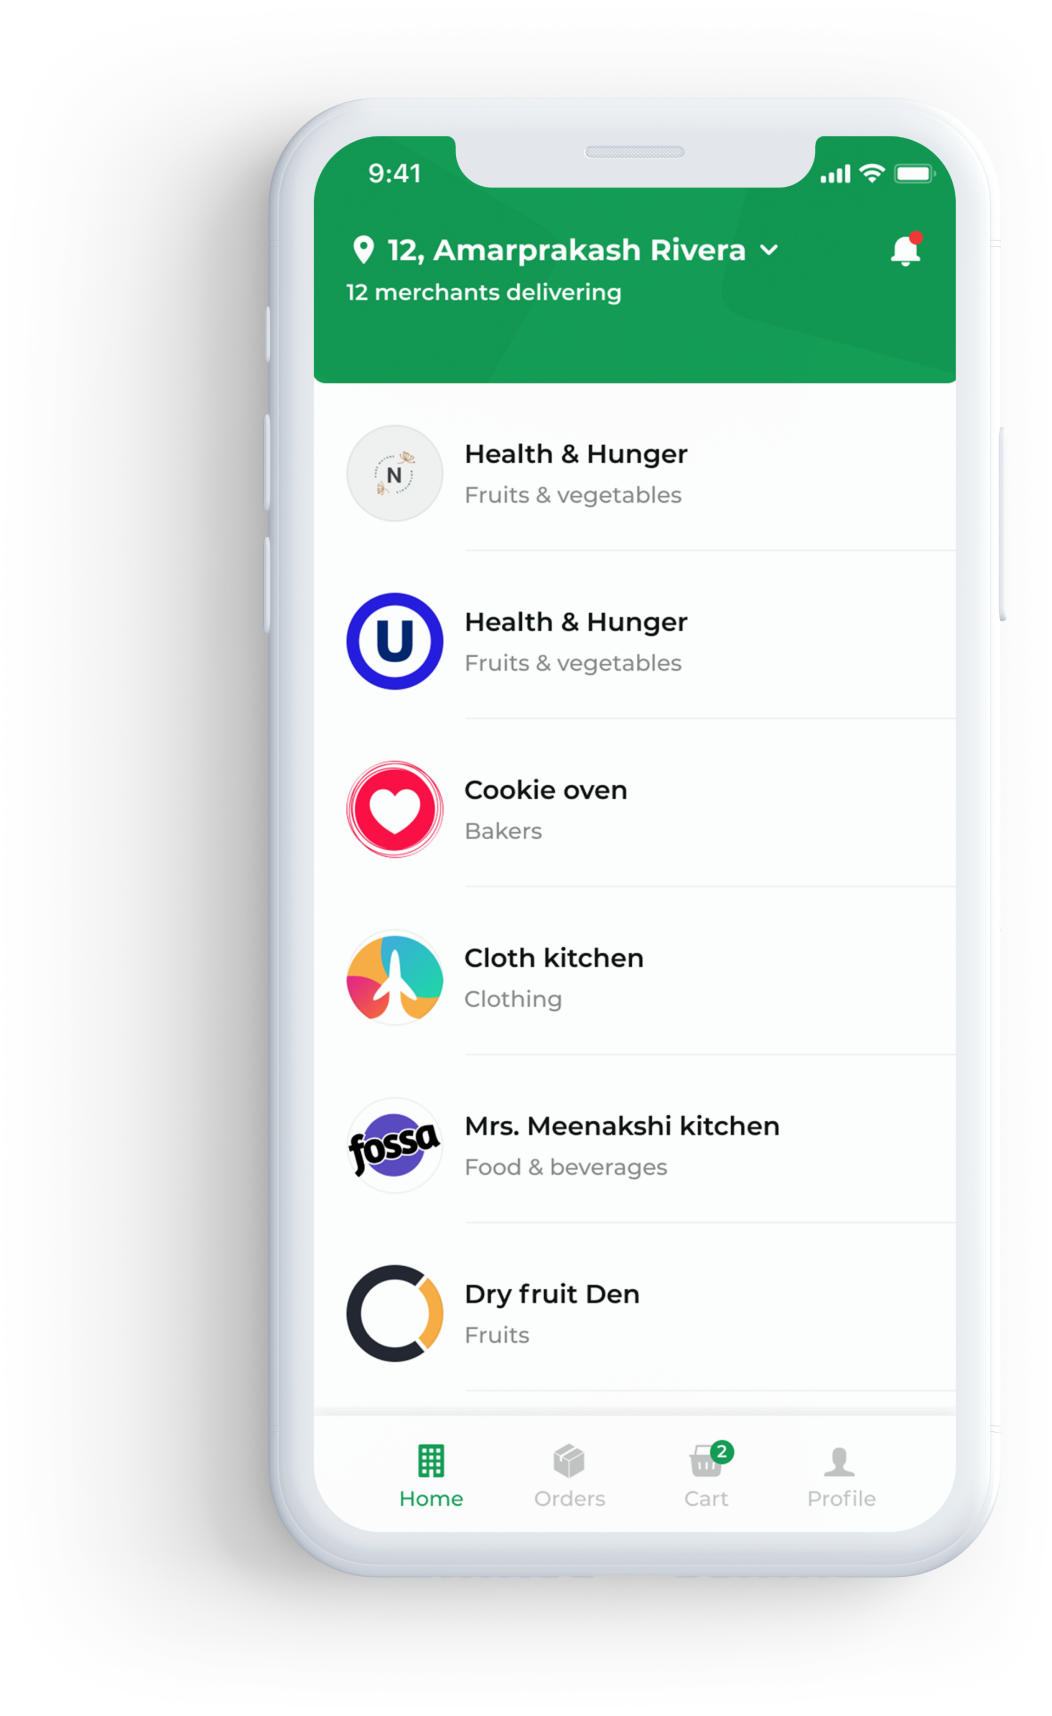 9:41
12, Amarprakash Rivera
12 merchants delivering
N
Health & Hunger
Fruits & vegetables
U
Health & Hunger
Fruits & vegetables
Cookie oven
Bakers
Cloth kitchen
Clothing
fossa
Mrs. Meenakshi kitchen
Food & beverages
Dry fruit Den
Fruits
2
Home
Orders
Cart
Profile